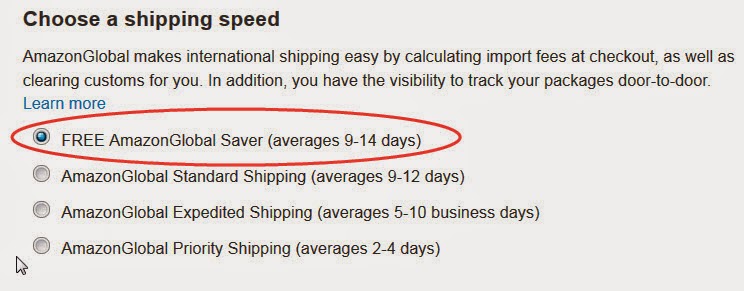 Choose a shipping speed
AmazonGlobal makes international shipping easy by calculating import fees at checkout, as well as
clearing customs for you. In addition, you have the visibility to track your packages door-to-door.
Learn more
FREE AmazonGlobal Saver (averages 9-14 days)
AmazonGlobal Standard Shipping (averages 9-12 days)
AmazonGlobal Expedited Shipping (averages 5-10 business days)
AmazonGlobal Priority Shipping (averages 2-4 days)